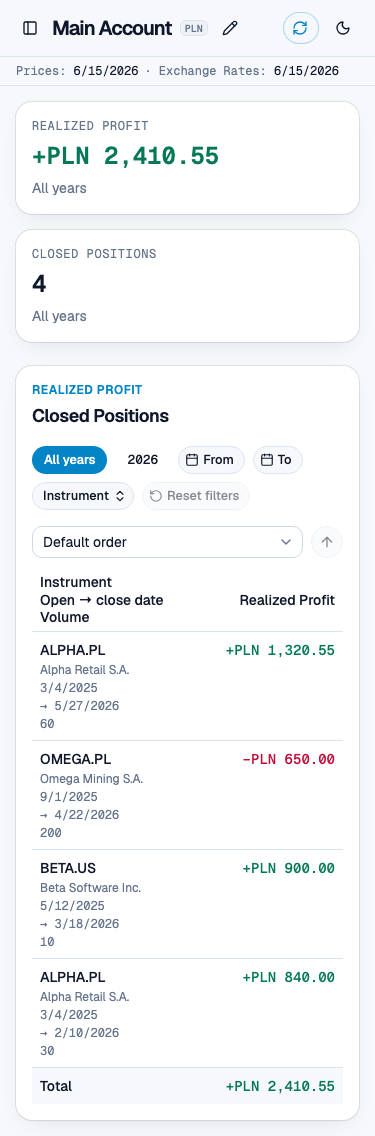 Main Account PLN
Prices: 6/15/2026 · Exchange Rates: 6/15/2026
REALIZED PROFIT
+PLN 2,410.55
All years
CLOSED POSITIONS
4
All years
REALIZED PROFIT
Closed Positions
All years 2026 From To
Instrument Reset filters
Default order
Instrument
Open → close date Realized Profit
Volume
ALPHA.PL +PLN 1,320.55
Alpha Retail S.A.
3/4/2025
→ 5/27/2026
60
OMEGA.PL −PLN 650.00
Omega Mining S.A.
9/1/2025
→ 4/22/2026
200
BETA.US +PLN 900.00
Beta Software Inc.
5/12/2025
→ 3/18/2026
10
ALPHA.PL +PLN 840.00
Alpha Retail S.A.
3/4/2025
→ 2/10/2026
30
Total +PLN 2,410.55